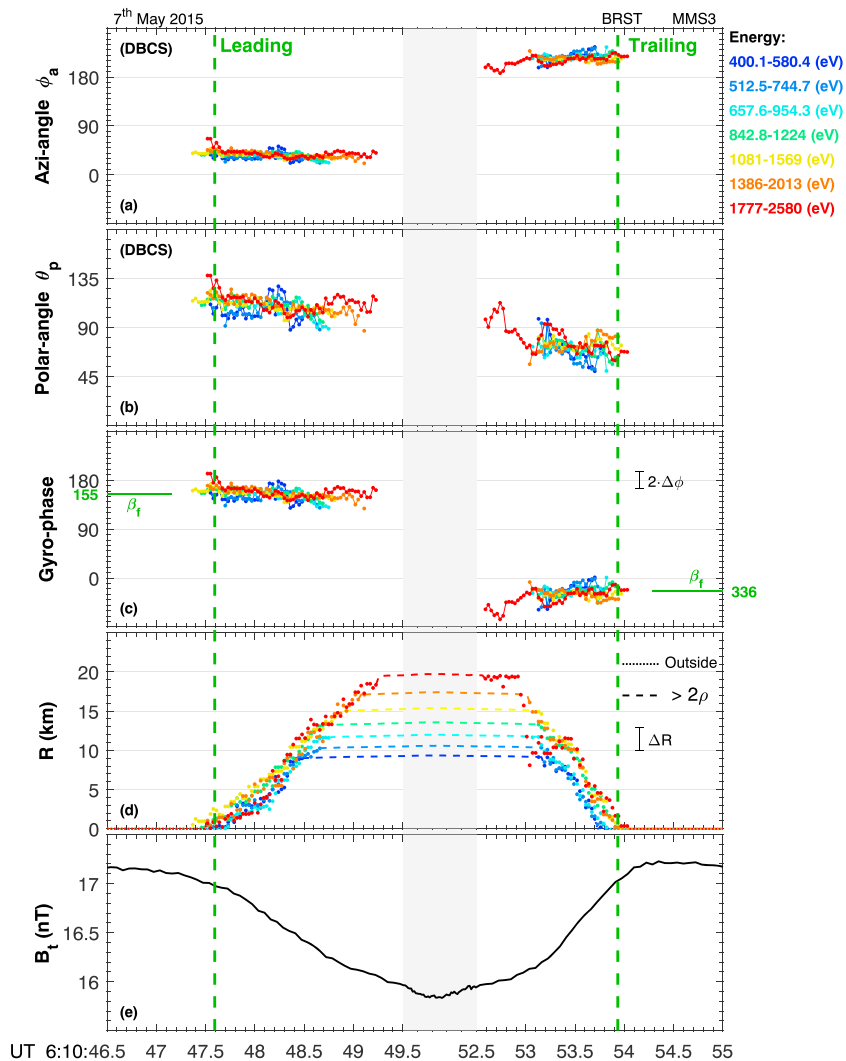 7th May 2015 BRST MMS3
(DBCS) Leading Trailing
Azi-angle ϕa
180
90
0
(a)
Energy:
400.1-580.4 (eV)
512.5-744.7 (eV)
657.6-954.3 (eV)
842.8-1224 (eV)
1081-1569 (eV)
1386-2013 (eV)
1777-2580 (eV)
(DBCS)
Polar-angle θp
135
90
45
(b)
Gyro-phase
180
155
90
0
βf
2·Δϕ
βf
336
(c)
R (km)
20
15
10
5
0
Outside
> 2ρ
ΔR
(d)
Bt (nT)
17
16.5
16
(e)
UT 6:10:46.5 47 47.5 48 48.5 49 49.5 52.5 53 53.5 54 54.5 55